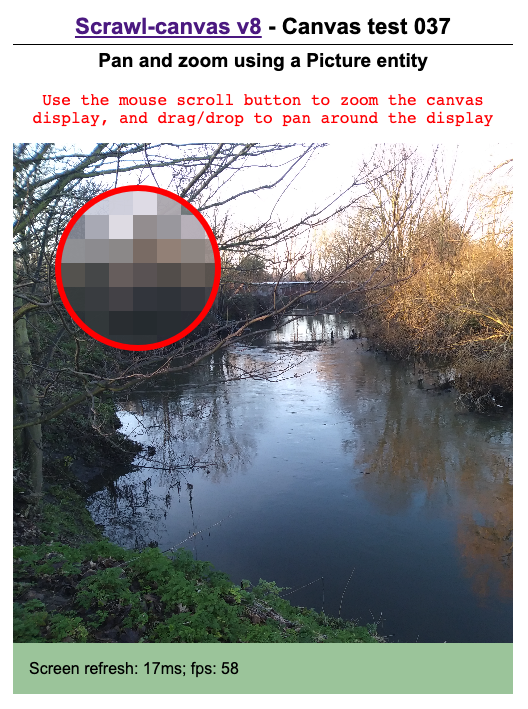 Scrawl-canvas v8 - Canvas test 037
Pan and zoom using a Picture entity
Use the mouse scroll button to zoom the canvas
display, and drag/drop to pan around the display
Screen refresh: 17ms; fps: 58